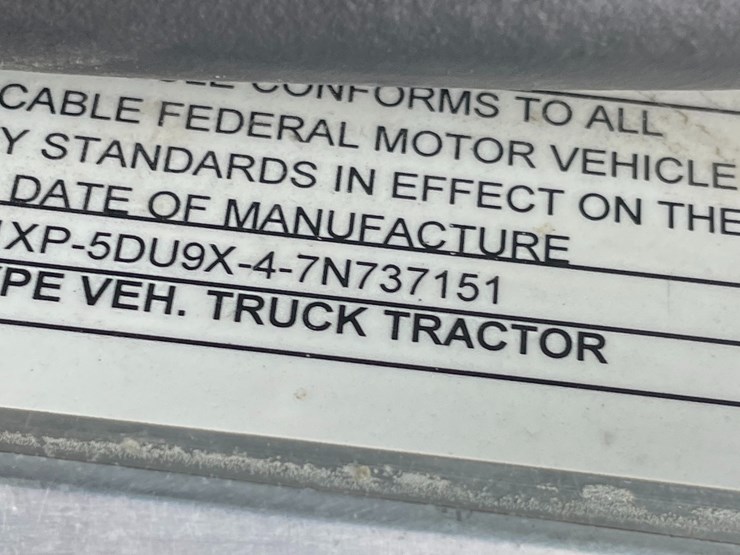 CONFORMS TO ALL
CABLE FEDERAL MOTOR VEHICLE
Y STANDARDS IN EFFECT ON THE
DATE OF MANUFACTURE
1XP-5DU9X-4-7N737151
PE VEH. TRUCK TRACTOR